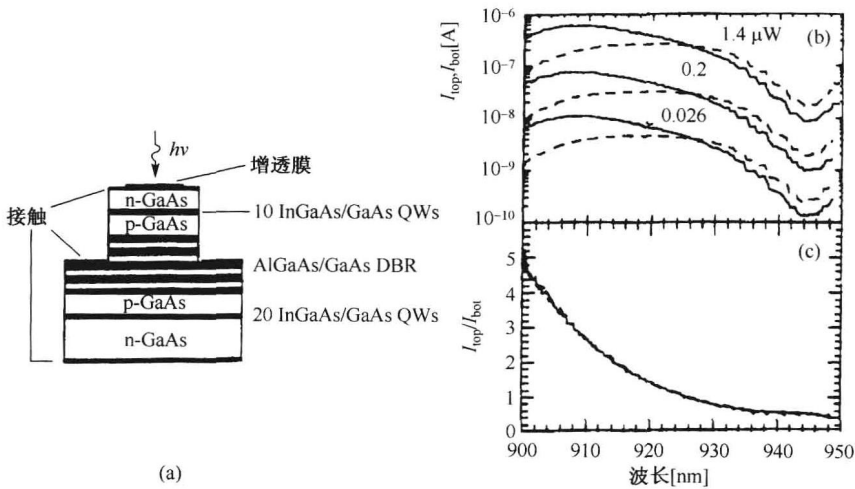 hν
增透膜
接触
n-GaAs
p-GaAs
10 InGaAs/GaAs QWs
AlGaAs/GaAs DBR
p-GaAs
20 InGaAs/GaAs QWs
n-GaAs
(a)
I_top,I_bot[A]
10⁻⁶
10⁻⁷
10⁻⁸
10⁻⁹
10⁻¹⁰
1.4 μW
0.2
0.026
(b)
I_top/I_bot
5
4
3
2
1
0
(c)
900 910 920 930 940 950
波长[nm]